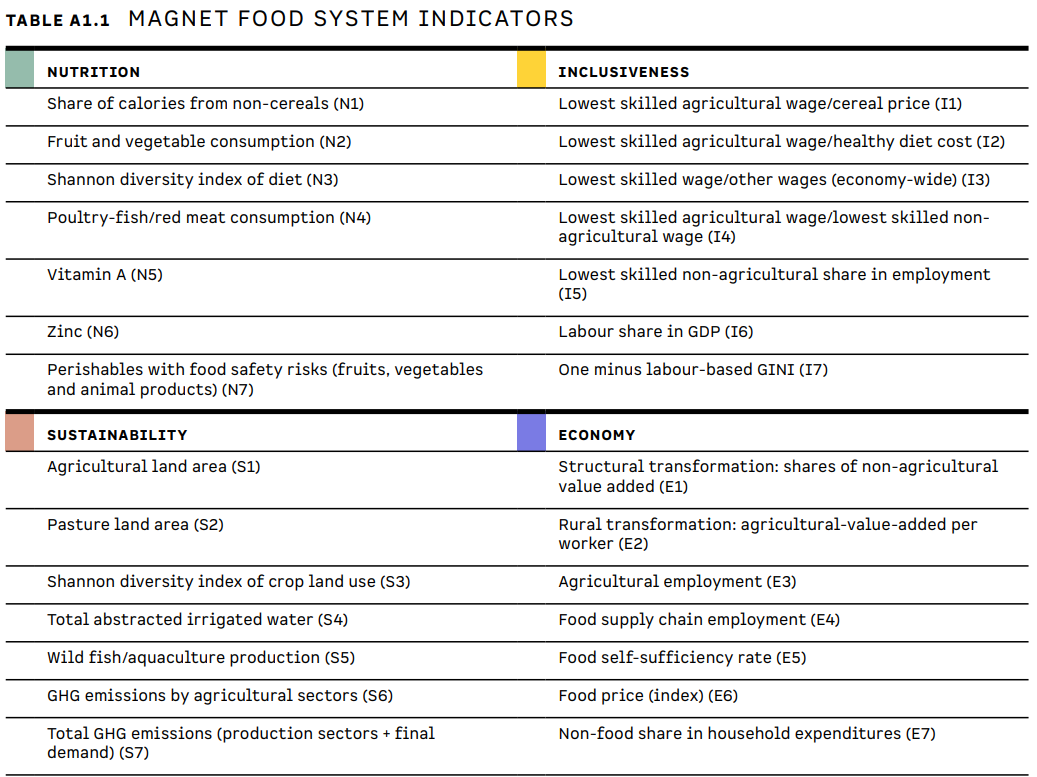 TABLE A1.1 MAGNET FOOD SYSTEM INDICATORS
NUTRITION
Share of calories from non-cereals (N1)
Fruit and vegetable consumption (N2)
Shannon diversity index of diet (N3)
Poultry-fish/red meat consumption (N4)
Vitamin A (N5)
Zinc (N6)
Perishables with food safety risks (fruits, vegetables
and animal products) (N7)
INCLUSIVENESS
Lowest skilled agricultural wage/cereal price (I1)
Lowest skilled agricultural wage/healthy diet cost (I2)
Lowest skilled wage/other wages (economy-wide) (I3)
Lowest skilled agricultural wage/lowest skilled non-
agricultural wage (I4)
Lowest skilled non-agricultural share in employment
(I5)
Labour share in GDP (I6)
One minus labour-based GINI (I7)
SUSTAINABILITY
Agricultural land area (S1)
Pasture land area (S2)
Shannon diversity index of crop land use (S3)
Total abstracted irrigated water (S4)
Wild fish/aquaculture production (S5)
GHG emissions by agricultural sectors (S6)
Total GHG emissions (production sectors + final
demand) (S7)
ECONOMY
Structural transformation: shares of non-agricultural
value added (E1)
Rural transformation: agricultural-value-added per
worker (E2)
Agricultural employment (E3)
Food supply chain employment (E4)
Food self-sufficiency rate (E5)
Food price (index) (E6)
Non-food share in household expenditures (E7)